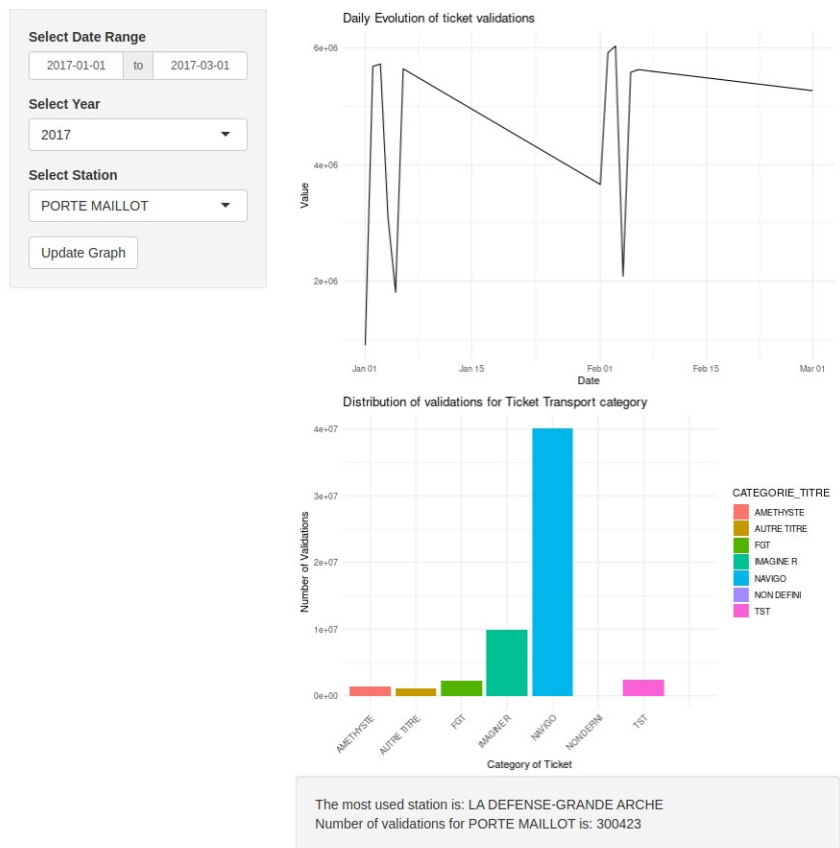 Select Date Range
2017-01-01 to 2017-03-01
Select Year
2017
Select Station
PORTE MAILLOT
Update Graph
Daily Evolution of ticket validations
6e+06
4e+06
2e+06
Value
Jan 01 Jan 15 Feb 01 Feb 15 Mar 01
Date
Distribution of validations for Ticket Transport category
4e+07
3e+07
2e+07
1e+07
0e+00
Number of Validations
AMETHYSTE AUTRE TITRE FGT IMAGINE R NAVIGO NON DEFINI TST
Category of Ticket
CATEGORIE_TITRE
AMETHYSTE
AUTRE TITRE
FGT
IMAGINE R
NAVIGO
NON DEFINI
TST
The most used station is: LA DEFENSE-GRANDE ARCHE
Number of validations for PORTE MAILLOT is: 300423